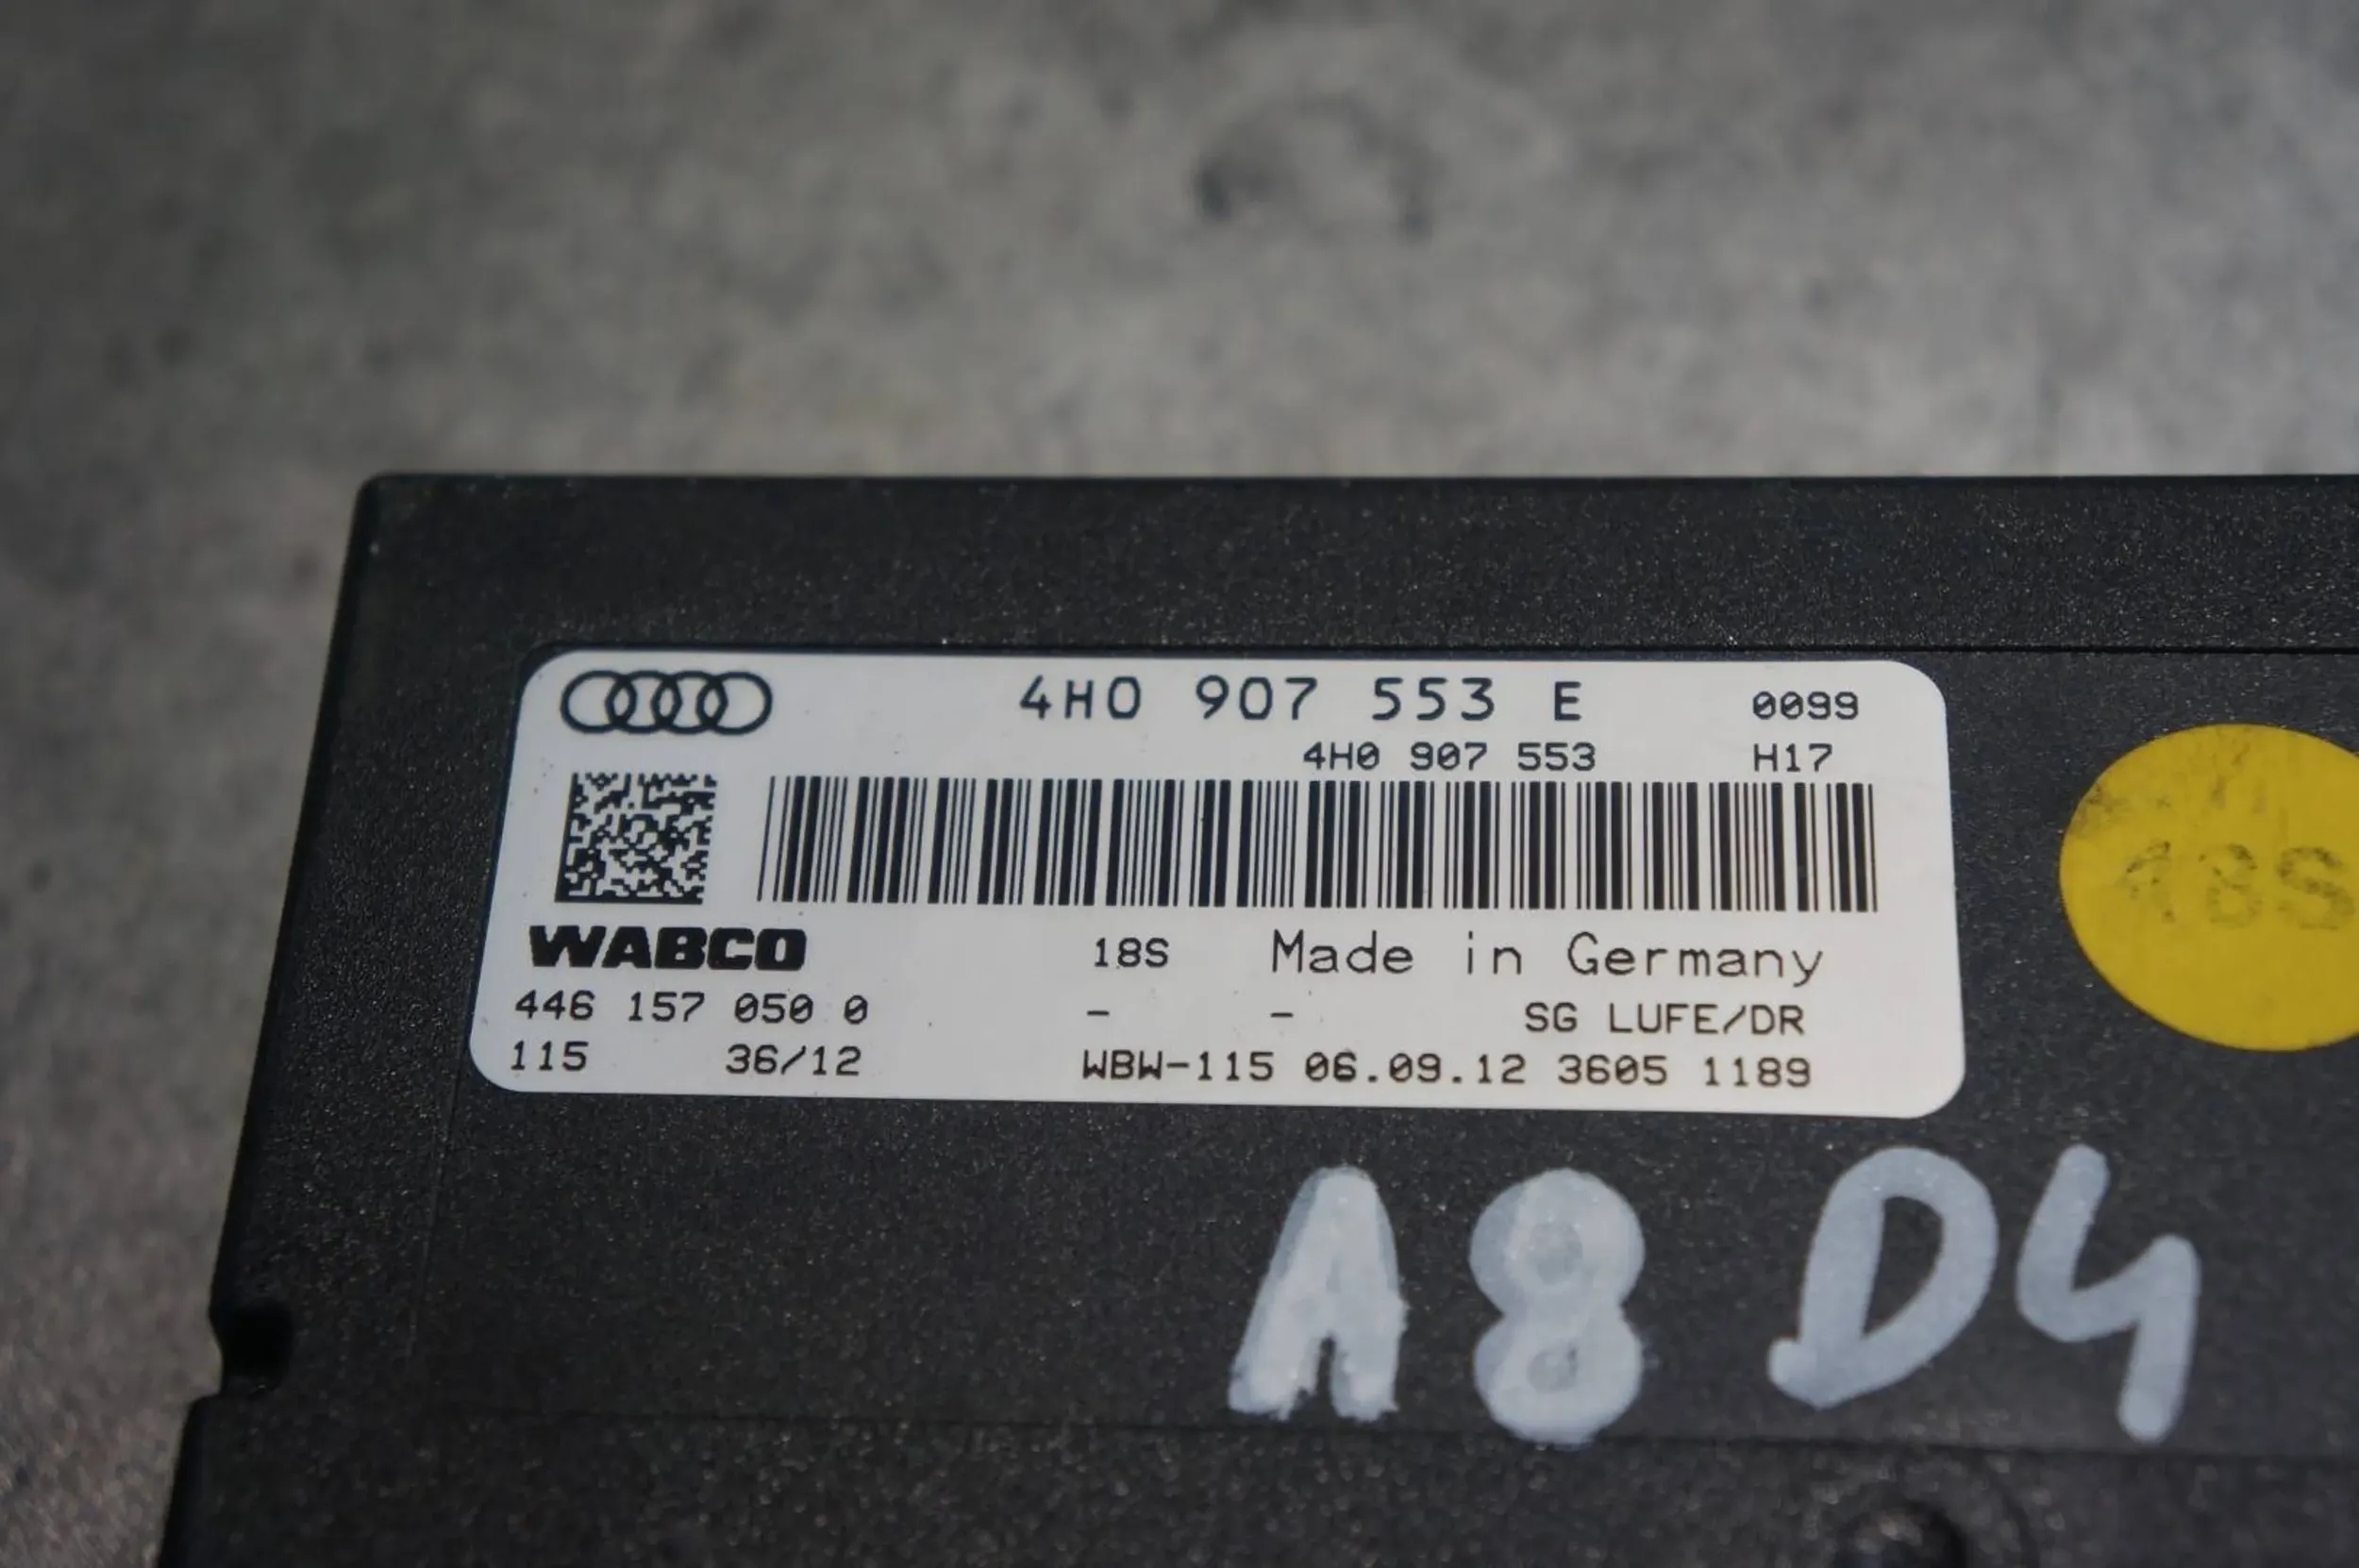 4H0 907 553 E 0099
4H0 907 553 H17
WABCO 18S Made in Germany
446 157 050 0 - - SG LUFE/DR
115 36/12 WBW-115 06.09.12 3605 1189
18S
A8 D4